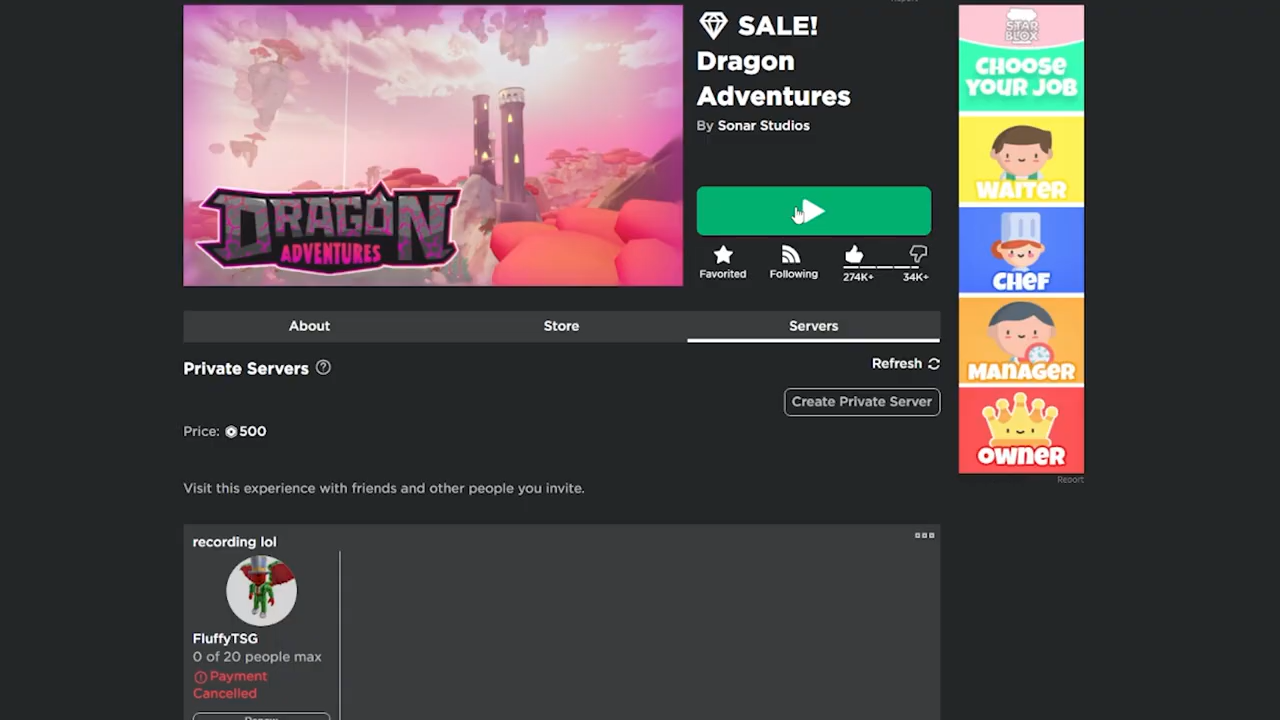 SALE!
Dragon
Adventures
By Sonar Studios
DRAGON
ADVENTURES
Favorited
Following
274K+
34K+
About
Store
Servers
Private Servers
Refresh
Create Private Server
Price: 500
Visit this experience with friends and other people you invite.
recording lol
FluffyTSG
0 of 20 people max
Payment
Cancelled
STAR
BLOX
CHOOSE
YOUR JOB
WAITER
CHEF
MANAGER
OWNER
Report